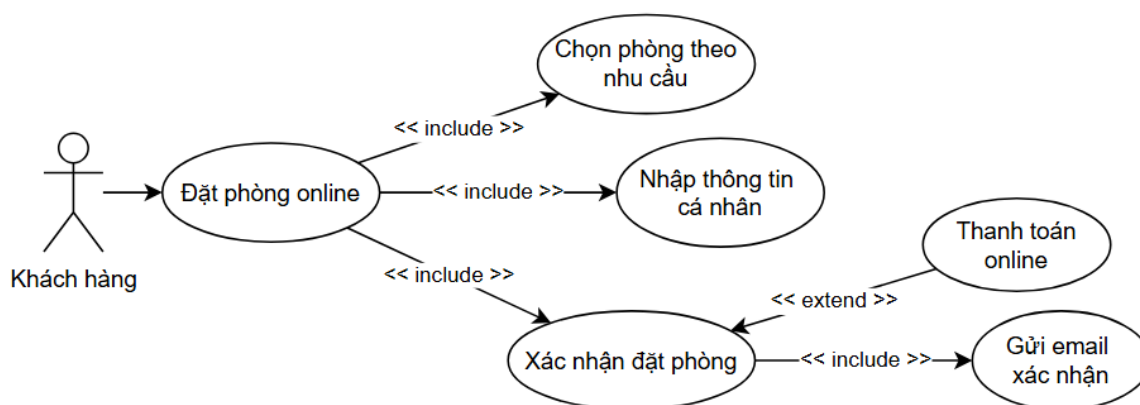 Chọn phòng theo
nhu cầu
<< include >>
Đặt phòng online
<< include >>
Nhập thông tin
cá nhân
Khách hàng
<< include >>
Thanh toán
online
<< extend >>
Xác nhận đặt phòng
<< include >>
Gửi email
xác nhận